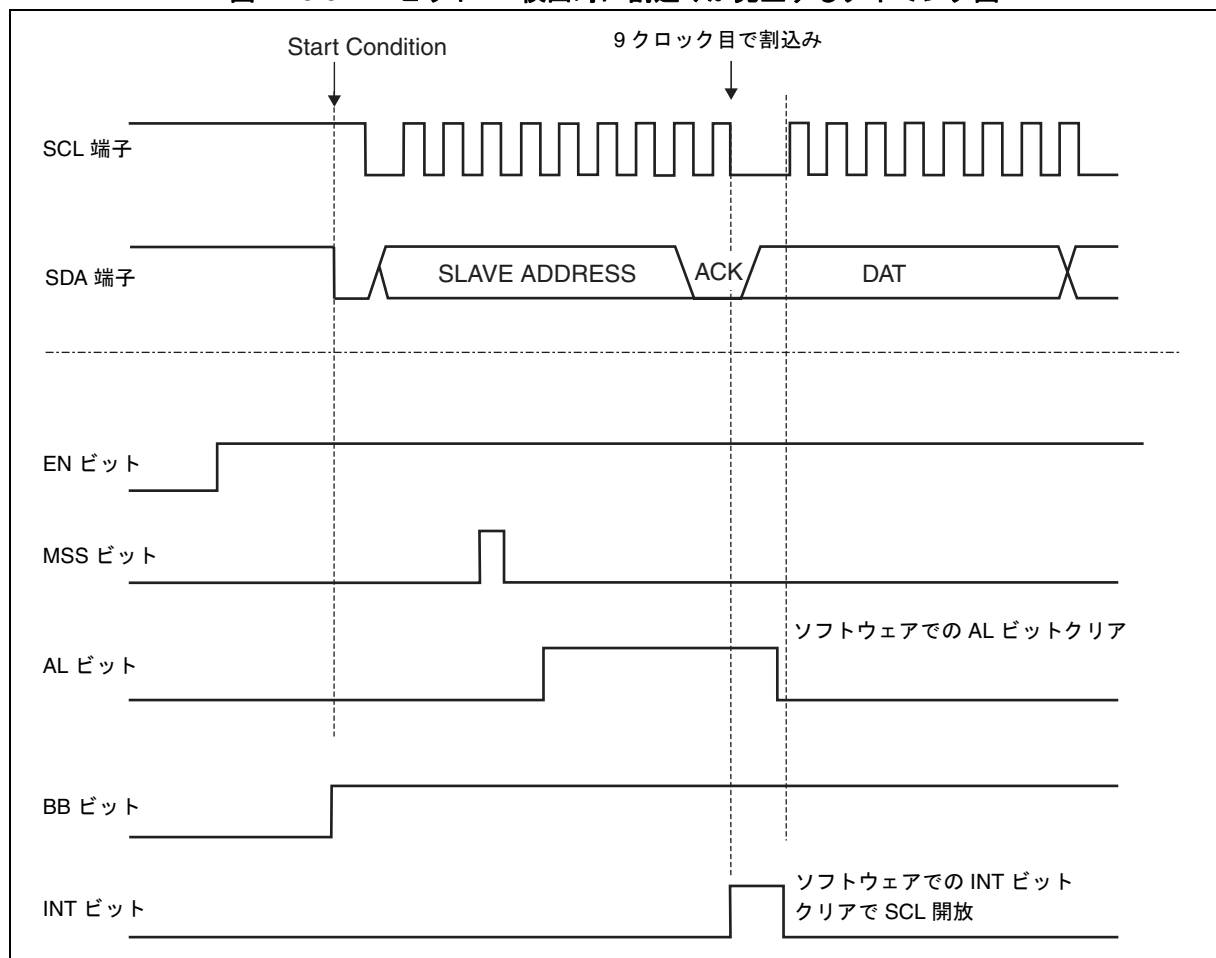 Start Condition
9 クロック目で割込み
SCL 端子
SDA 端子
SLAVE ADDRESS
ACK
DAT
EN ビット
MSS ビット
ソフトウェアでの AL ビットクリア
AL ビット
BB ビット
ソフトウェアでの INT ビット
クリアで SCL 開放
INT ビット